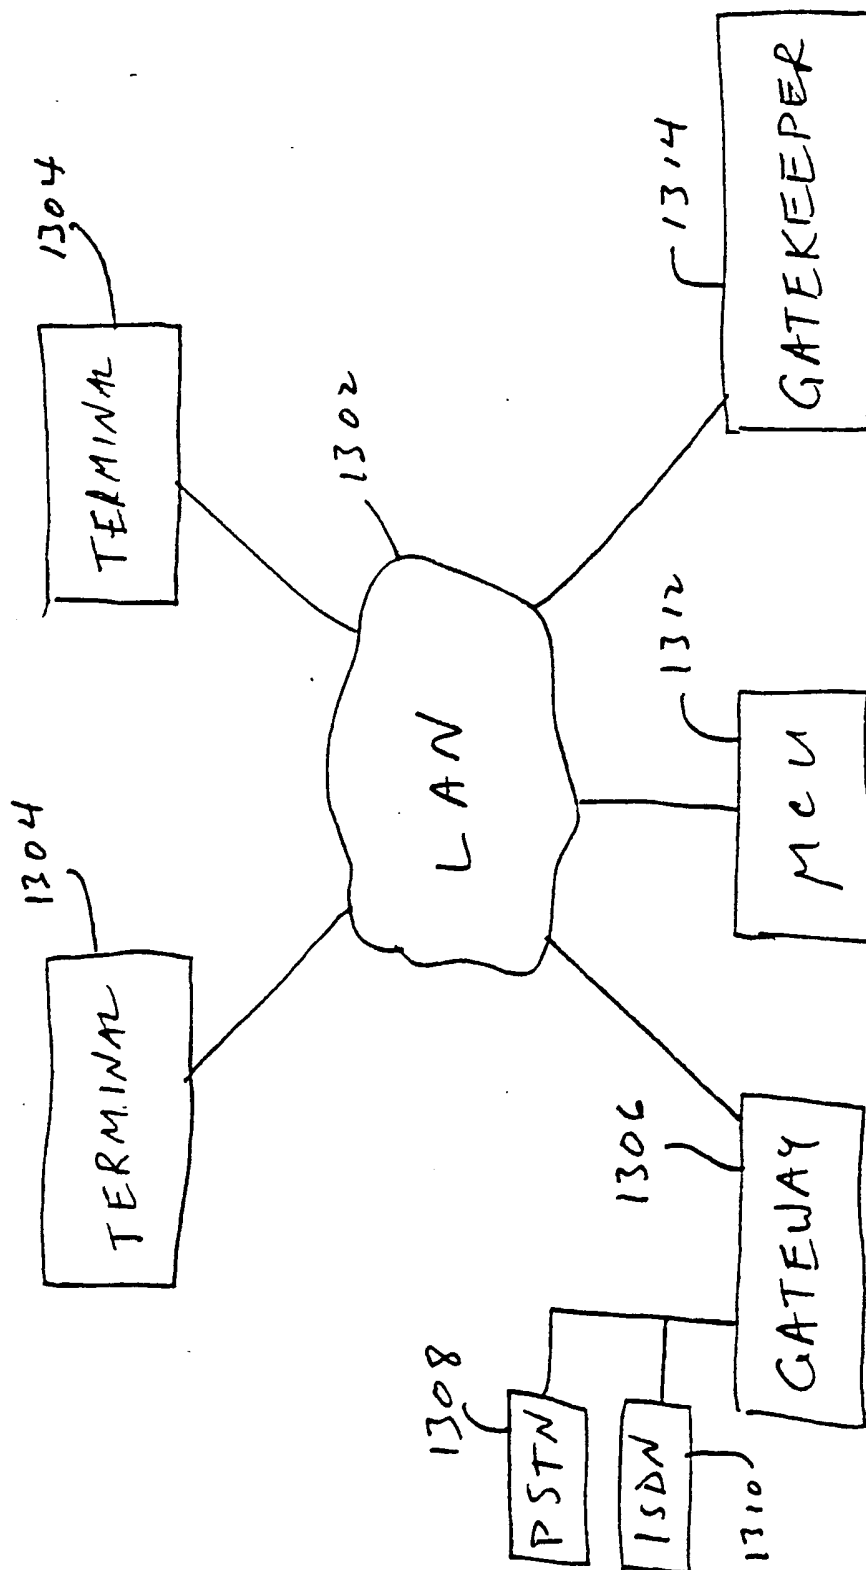 1304
TERMINAL
1304
TERMINAL
1302
LAN
1308
PSTN
ISDN
1310
1306
GATEWAY
1312
MCU
1314
GATEKEEPER